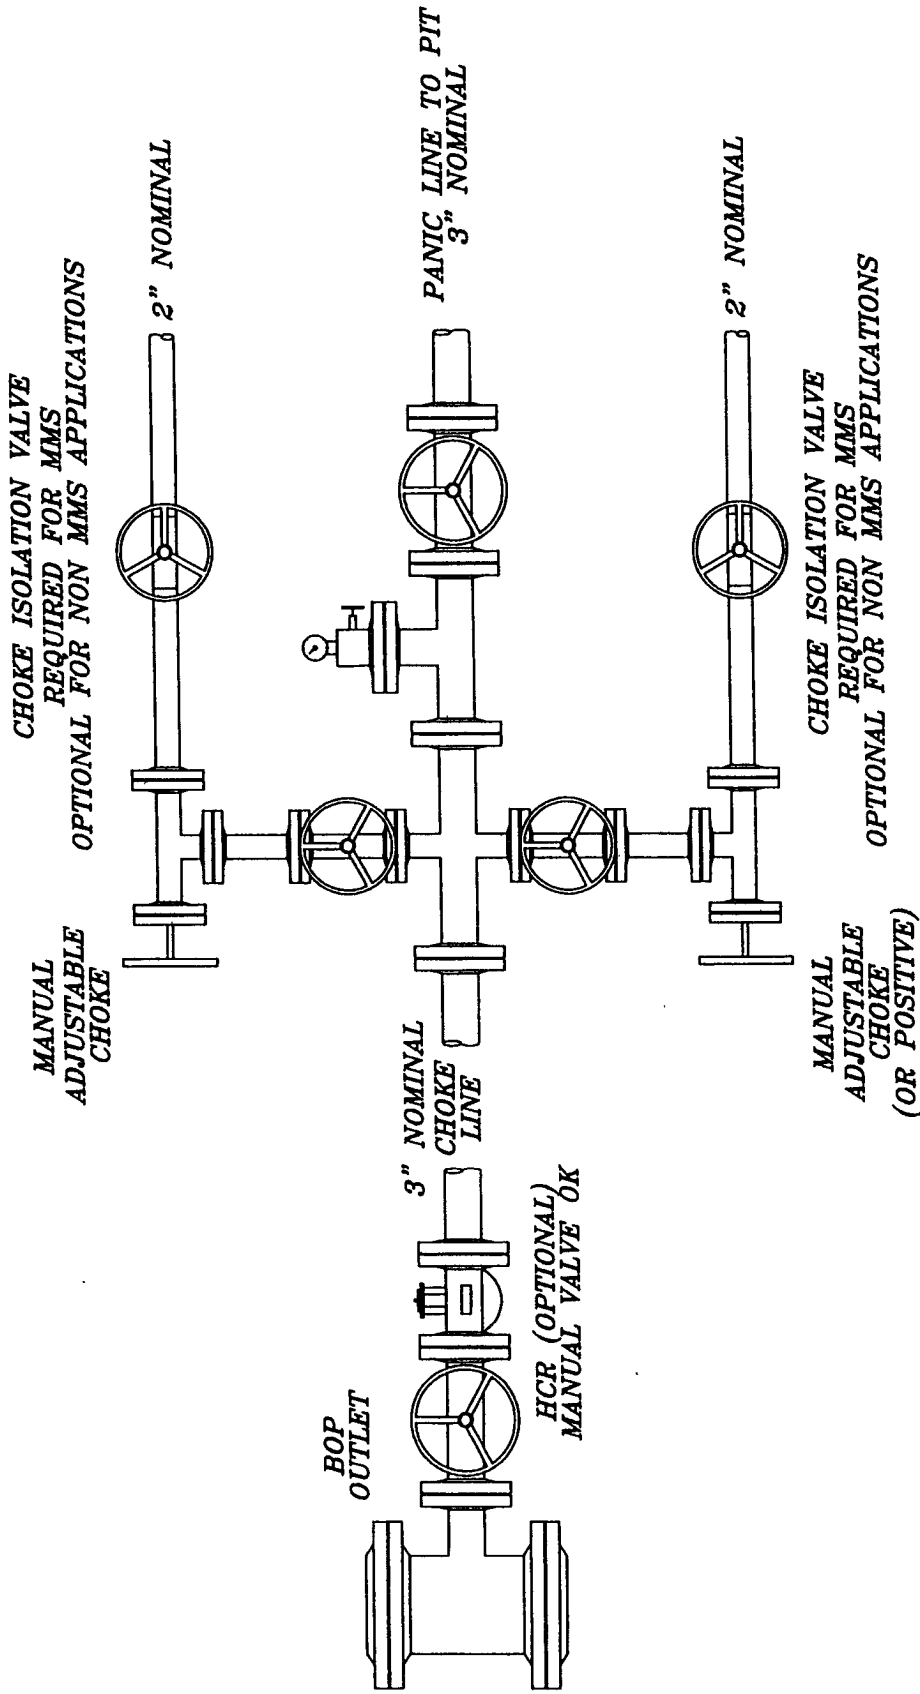 BOP
OUTLET
HCR (OPTIONAL)
MANUAL VALVE OK
3" NOMINAL
CHOKE
LINE
MANUAL
ADJUSTABLE
CHOKE
CHOKE ISOLATION VALVE
REQUIRED FOR MMS
OPTIONAL FOR NON MMS APPLICATIONS
2" NOMINAL
PANIC LINE TO PIT
3" NOMINAL
MANUAL
ADJUSTABLE
CHOKE
(OR POSITIVE)
CHOKE ISOLATION VALVE
REQUIRED FOR MMS
OPTIONAL FOR NON MMS APPLICATIONS
2" NOMINAL